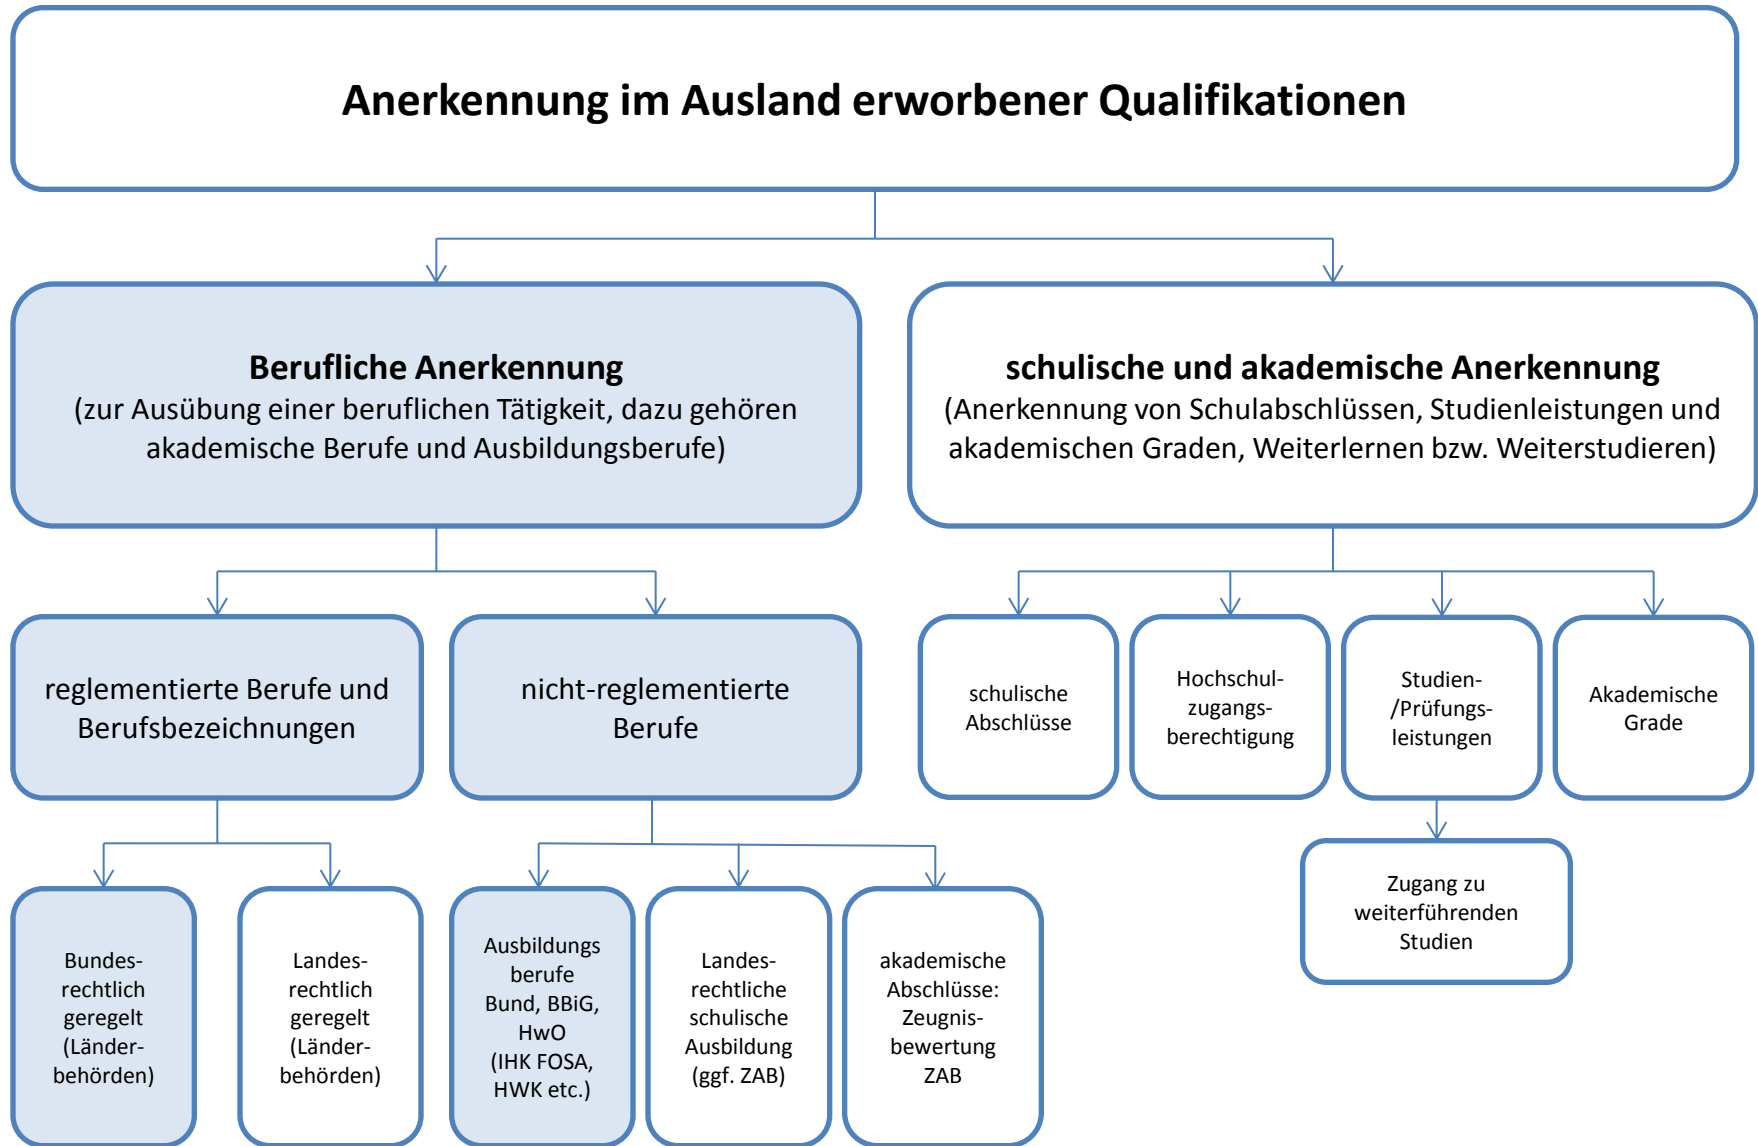 Anerkennung im Ausland erworbener Qualifikationen
Berufliche Anerkennung
(zur Ausübung einer beruflichen Tätigkeit, dazu gehören
akademische Berufe und Ausbildungsberufe)
schulische und akademische Anerkennung
(Anerkennung von Schulabschlüssen, Studienleistungen und
akademischen Graden, Weiterlernen bzw. Weiterstudieren)
reglementierte Berufe und
Berufsbezeichnungen
nicht-reglementierte
Berufe
schulische
Abschlüsse
Hochschul-
zugangs-
berechtigung
Studien-
/Prüfungs-
leistungen
Akademische
Grade
Bundes-
rechtlich
geregelt
(Länder-
behörden)
Landes-
rechtlich
geregelt
(Länder-
behörden)
Ausbildungs
berufe
Bund, BBiG,
HwO
(IHK FOSA,
HWK etc.)
Landes-
rechtliche
schulische
Ausbildung
(ggf. ZAB)
akademische
Abschlüsse:
Zeugnis-
bewertung
ZAB
Zugang zu
weiterführenden
Studien